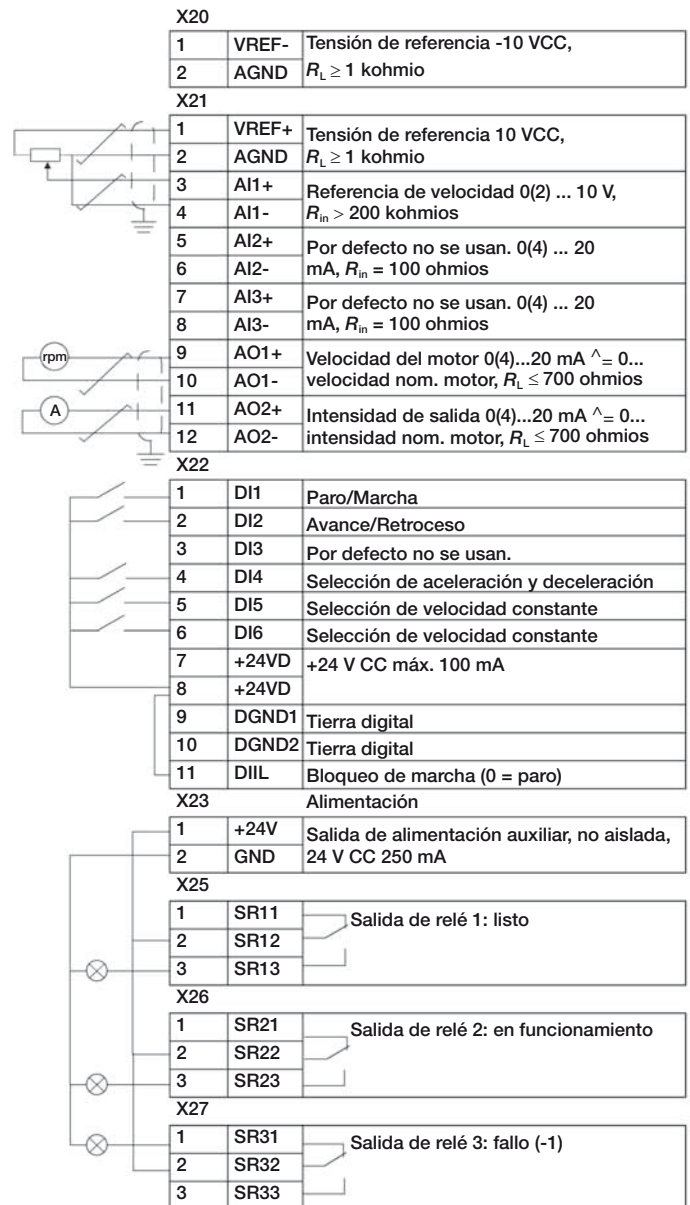 X20
1 VREF- Tensión de referencia -10 VCC,
2 AGND R_L ≥ 1 kohmio
X21
1 VREF+ Tensión de referencia 10 VCC,
2 AGND R_L ≥ 1 kohmio
3 AI1+ Referencia de velocidad 0(2) ... 10 V,
4 AI1- R_in > 200 kohmios
5 AI2+ Por defecto no se usan. 0(4) ... 20
6 AI2- mA, R_in = 100 ohmios
7 AI3+ Por defecto no se usan. 0(4) ... 20
8 AI3- mA, R_in = 100 ohmios
rpm 9 AO1+ Velocidad del motor 0(4)...20 mA ^= 0...
10 AO1- velocidad nom. motor, R_L ≤ 700 ohmios
A 11 AO2+ Intensidad de salida 0(4)...20 mA ^= 0...
12 AO2- intensidad nom. motor, R_L ≤ 700 ohmios
X22
1 DI1 Paro/Marcha
2 DI2 Avance/Retroceso
3 DI3 Por defecto no se usan.
4 DI4 Selección de aceleración y deceleración
5 DI5 Selección de velocidad constante
6 DI6 Selección de velocidad constante
7 +24VD +24 V CC máx. 100 mA
8 +24VD
9 DGND1 Tierra digital
10 DGND2 Tierra digital
11 DIIL Bloqueo de marcha (0 = paro)
X23 Alimentación
1 +24V Salida de alimentación auxiliar, no aislada,
2 GND 24 V CC 250 mA
X25
1 SR11 Salida de relé 1: listo
2 SR12
3 SR13
X26
1 SR21 Salida de relé 2: en funcionamiento
2 SR22
3 SR23
X27
1 SR31 Salida de relé 3: fallo (-1)
2 SR32
3 SR33